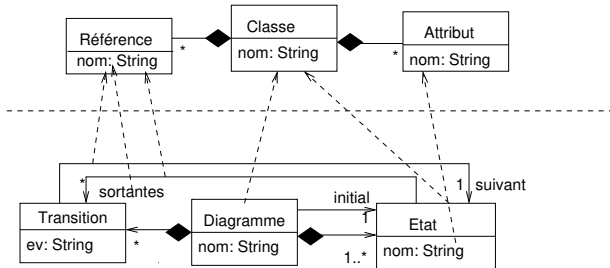 Référence
nom: String
*
Classe
nom: String
*
Attribut
nom: String
*
sortantes
initial
1
1
suivant
Transition
ev: String
*
Diagramme
nom: String
1..*
Etat
nom: String